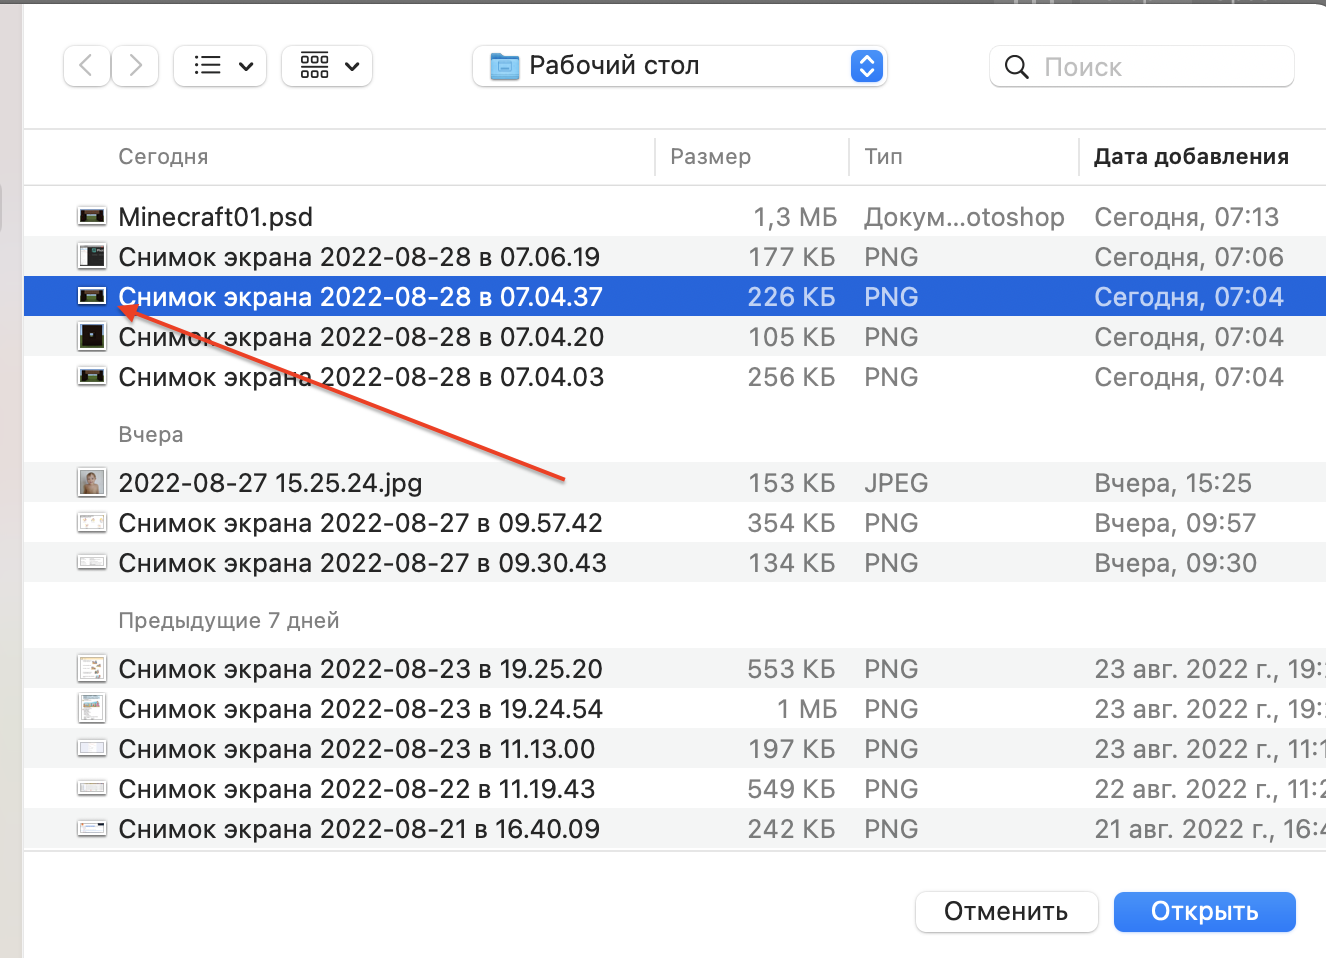 Рабочий стол
Поиск
Сегодня Размер Тип Дата добавления
Minecraft01.psd 1,3 МБ Докум...otoshop Сегодня, 07:13
Снимок экрана 2022-08-28 в 07.06.19 177 КБ PNG Сегодня, 07:06
Снимок экрана 2022-08-28 в 07.04.37 226 КБ PNG Сегодня, 07:04
Снимок экрана 2022-08-28 в 07.04.20 105 КБ PNG Сегодня, 07:04
Снимок экрана 2022-08-28 в 07.04.03 256 КБ PNG Сегодня, 07:04
Вчера
2022-08-27 15.25.24.jpg 153 КБ JPEG Вчера, 15:25
Снимок экрана 2022-08-27 в 09.57.42 354 КБ PNG Вчера, 09:57
Снимок экрана 2022-08-27 в 09.30.43 134 КБ PNG Вчера, 09:30
Предыдущие 7 дней
Снимок экрана 2022-08-23 в 19.25.20 553 КБ PNG 23 авг. 2022 г., 19:
Снимок экрана 2022-08-23 в 19.24.54 1 МБ PNG 23 авг. 2022 г., 19:
Снимок экрана 2022-08-23 в 11.13.00 197 КБ PNG 23 авг. 2022 г., 11:1
Снимок экрана 2022-08-22 в 11.19.43 549 КБ PNG 22 авг. 2022 г., 11:2
Снимок экрана 2022-08-21 в 16.40.09 242 КБ PNG 21 авг. 2022 г., 16:4
Отменить Открыть